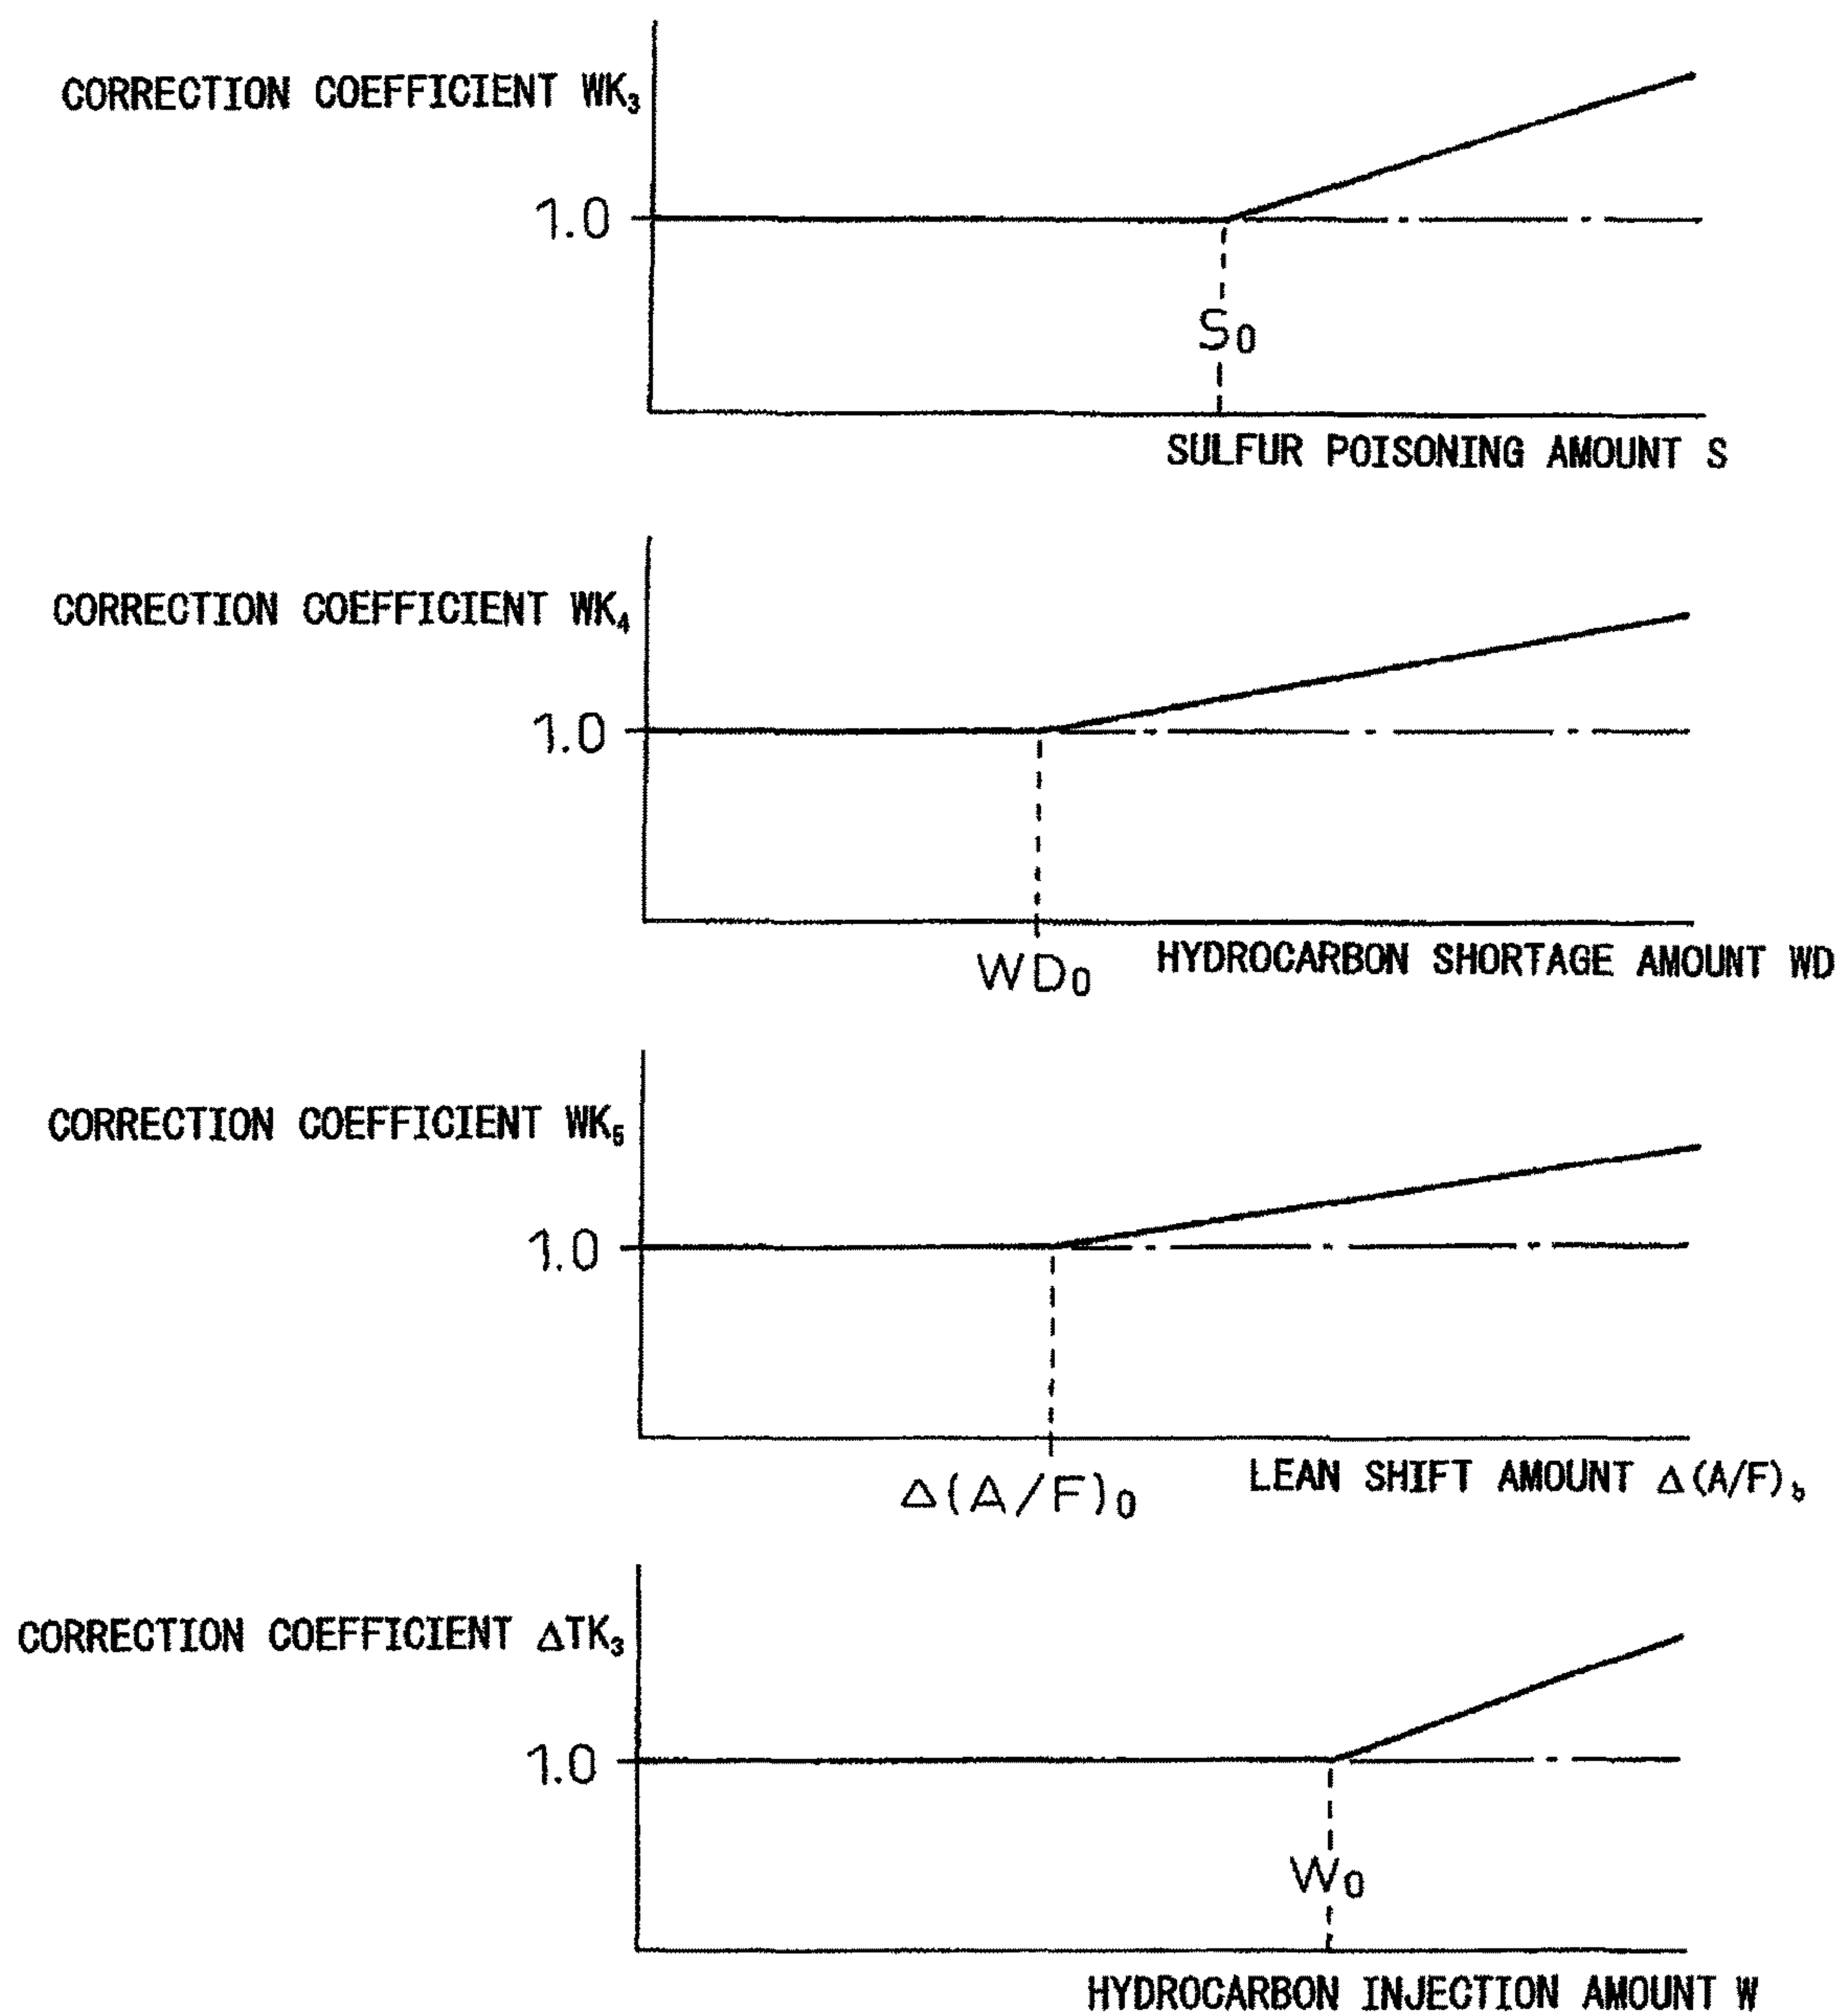 CORRECTION COEFFICIENT WK₃
1.0
S₀
SULFUR POISONING AMOUNT S
CORRECTION COEFFICIENT WK₄
1.0
WD₀
HYDROCARBON SHORTAGE AMOUNT WD
CORRECTION COEFFICIENT WK₅
1.0
Δ(A/F)₀
LEAN SHIFT AMOUNT Δ(A/F)b
CORRECTION COEFFICIENT ΔTK₃
1.0
W₀
HYDROCARBON INJECTION AMOUNT W